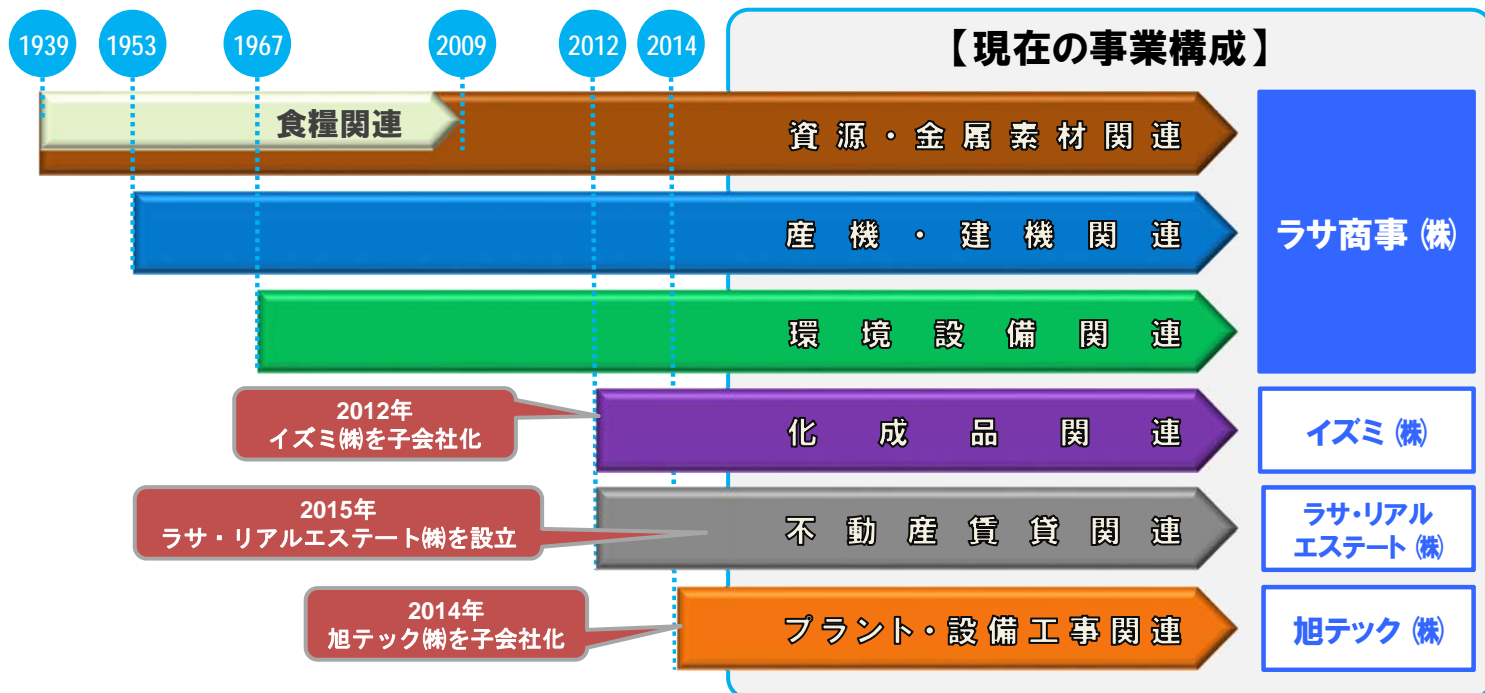 1939
1953
1967
2009
2012
2014
【現在の事業構成】
食糧関連
資源・金属素材関連
産機・建機関連
環境設備関連
ラサ商事㈱
2012年
イズミ㈱を子会社化
化成品関連
イズミ㈱
2015年
ラサ・リアルエステート㈱を設立
不動産賃貸関連
ラサ・リアル
エステート㈱
2014年
旭テック㈱を子会社化
プラント・設備工事関連
旭テック㈱